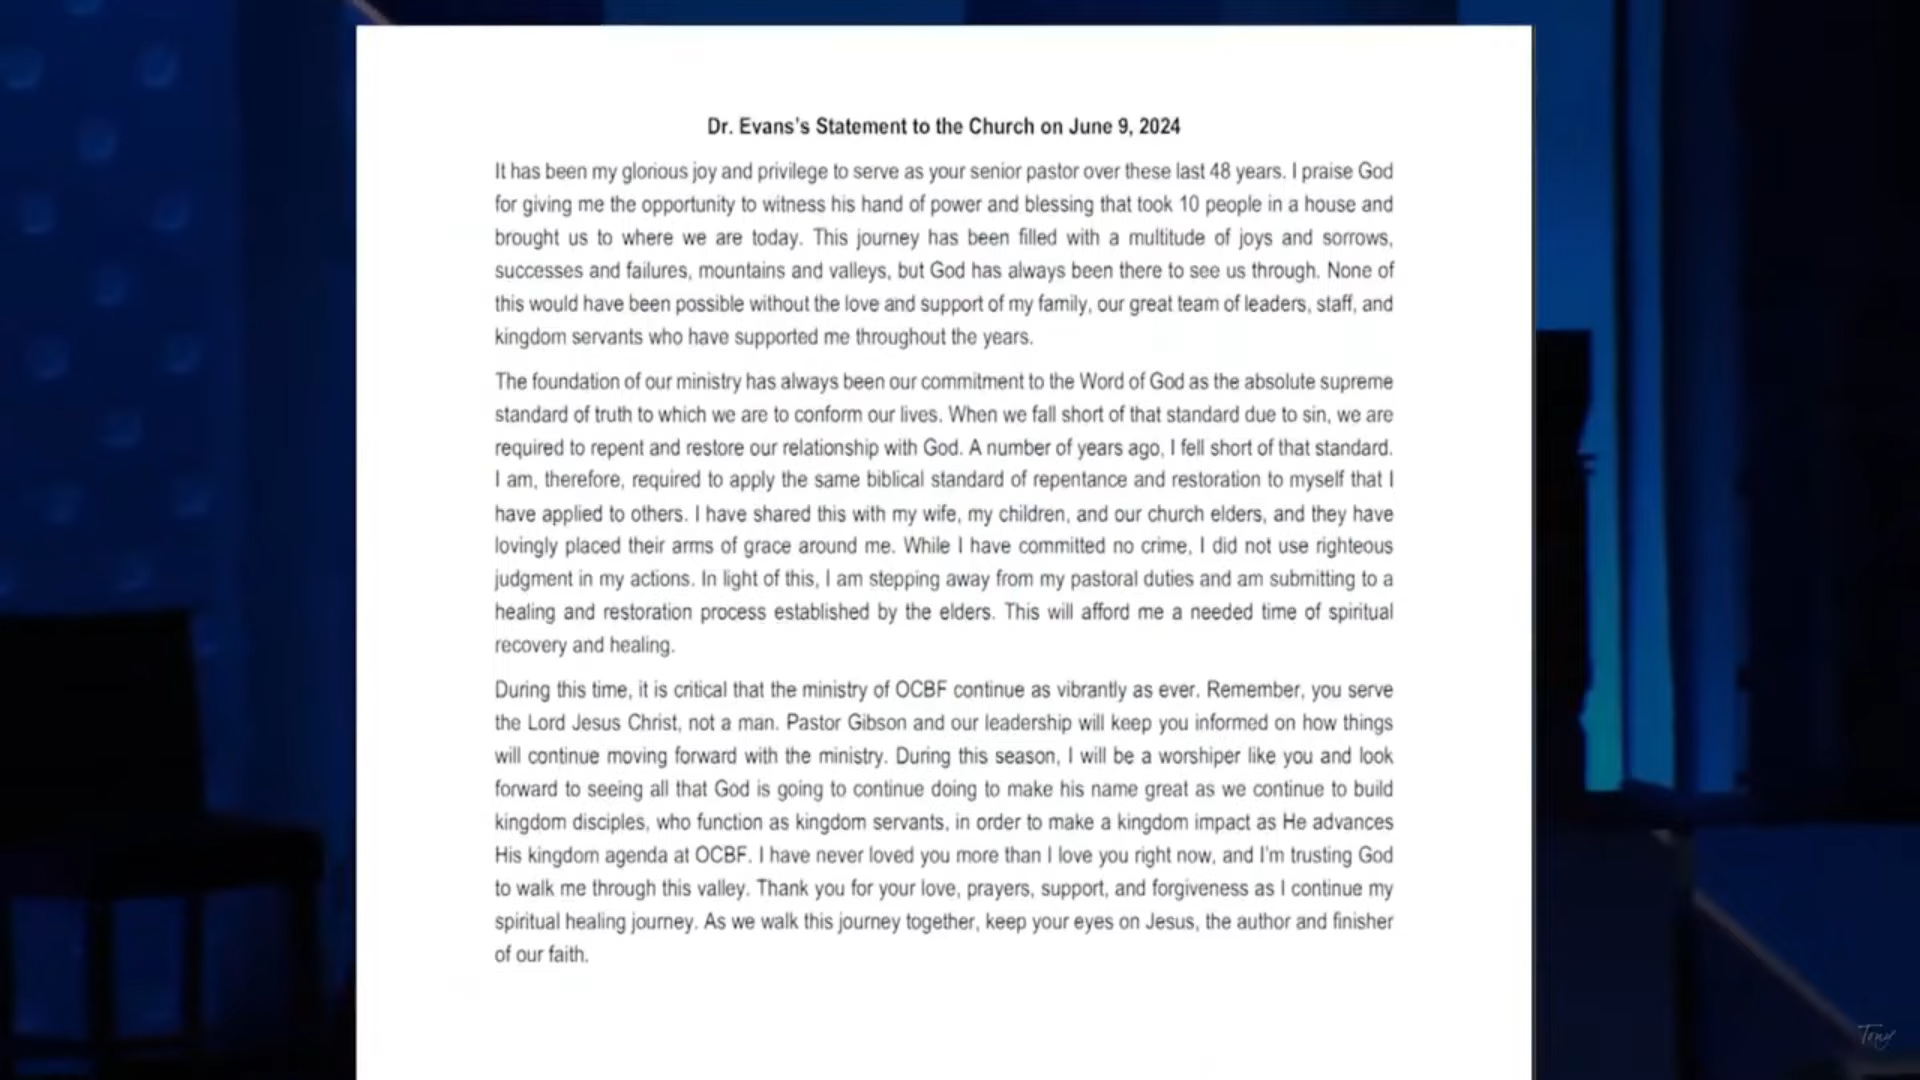 Dr. Evans's Statement to the Church on June 9, 2024
It has been my glorious joy and privilege to serve as your senior pastor over these last 48 years. I praise God
for giving me the opportunity to witness his hand of power and blessing that took 10 people in a house and
brought us to where we are today. This journey has been filled with a multitude of joys and sorrows,
successes and failures, mountains and valleys, but God has always been there to see us through. None of
this would have been possible without the love and support of my family, our great team of leaders, staff, and
kingdom servants who have supported me throughout the years.
The foundation of our ministry has always been our commitment to the Word of God as the absolute supreme
standard of truth to which we are to conform our lives. When we fall short of that standard due to sin, we are
required to repent and restore our relationship with God. A number of years ago, I fell short of that standard.
I am, therefore, required to apply the same biblical standard of repentance and restoration to myself that I
have applied to others. I have shared this with my wife, my children, and our church elders, and they have
lovingly placed their arms of grace around me. While I have committed no crime, I did not use righteous
judgment in my actions. In light of this, I am stepping away from my pastoral duties and am submitting to a
healing and restoration process established by the elders. This will afford me a needed time of spiritual
recovery and healing.
During this time, it is critical that the ministry of OCBF continue as vibrantly as ever. Remember, you serve
the Lord Jesus Christ, not a man. Pastor Gibson and our leadership will keep you informed on how things
will continue moving forward with the ministry. During this season, I will be a worshiper like you and look
forward to seeing all that God is going to continue doing to make his name great as we continue to build
kingdom disciples, who function as kingdom servants, in order to make a kingdom impact as He advances
His kingdom agenda at OCBF. I have never loved you more than I love you right now, and I'm trusting God
to walk me through this valley. Thank you for your love, prayers, support, and forgiveness as I continue my
spiritual healing journey. As we walk this journey together, keep your eyes on Jesus, the author and finisher
of our faith.
Tony